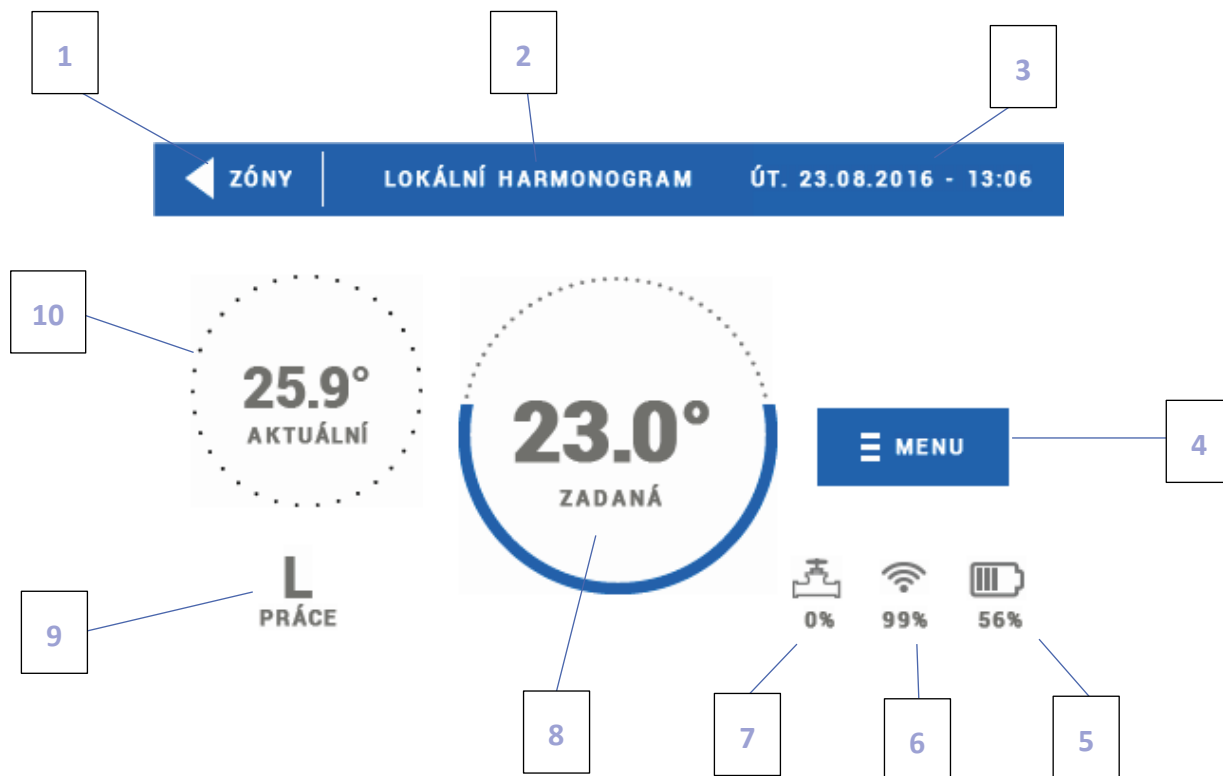 1
2
3
ZÓNY LOKÁLNÍ HARMONOGRAM ÚT. 23.08.2016 - 13:06
10
25.9°
AKTUÁLNÍ
23.0°
ZADANÁ
MENU
4
L
PRÁCE
0% 99% 56%
9
8
7
6
5